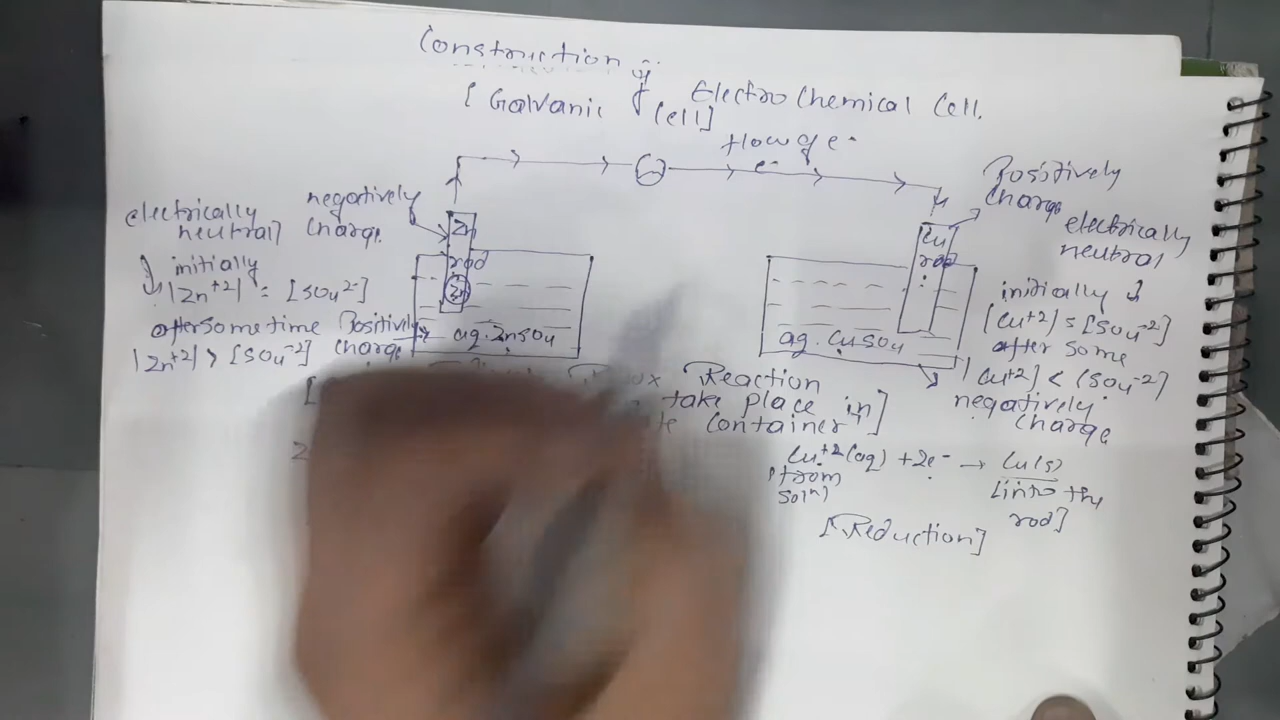 Construction of
[Galvanic Cell] Electro Chemical Cell.
flow of e-
e-
Positively
charge
electrically
neutral
negatively
charge.
electrically
neutral
initially
|Zn+2| = [SO4 2-]
after some time Positively
charge
|Zn+2| > [SO4-2]
Zn
rod
Zn
aq. ZnSO4
Cu
rod
aq. CuSO4
initially
[Cu+2] = [SO4-2]
after some
[Cu+2] < [SO4-2]
negatively
charge
Reaction
take place in
container"]
Cu+2(aq) + 2e- → Cu(s)
(from
soln)
[into the
rod]
[Reduction]